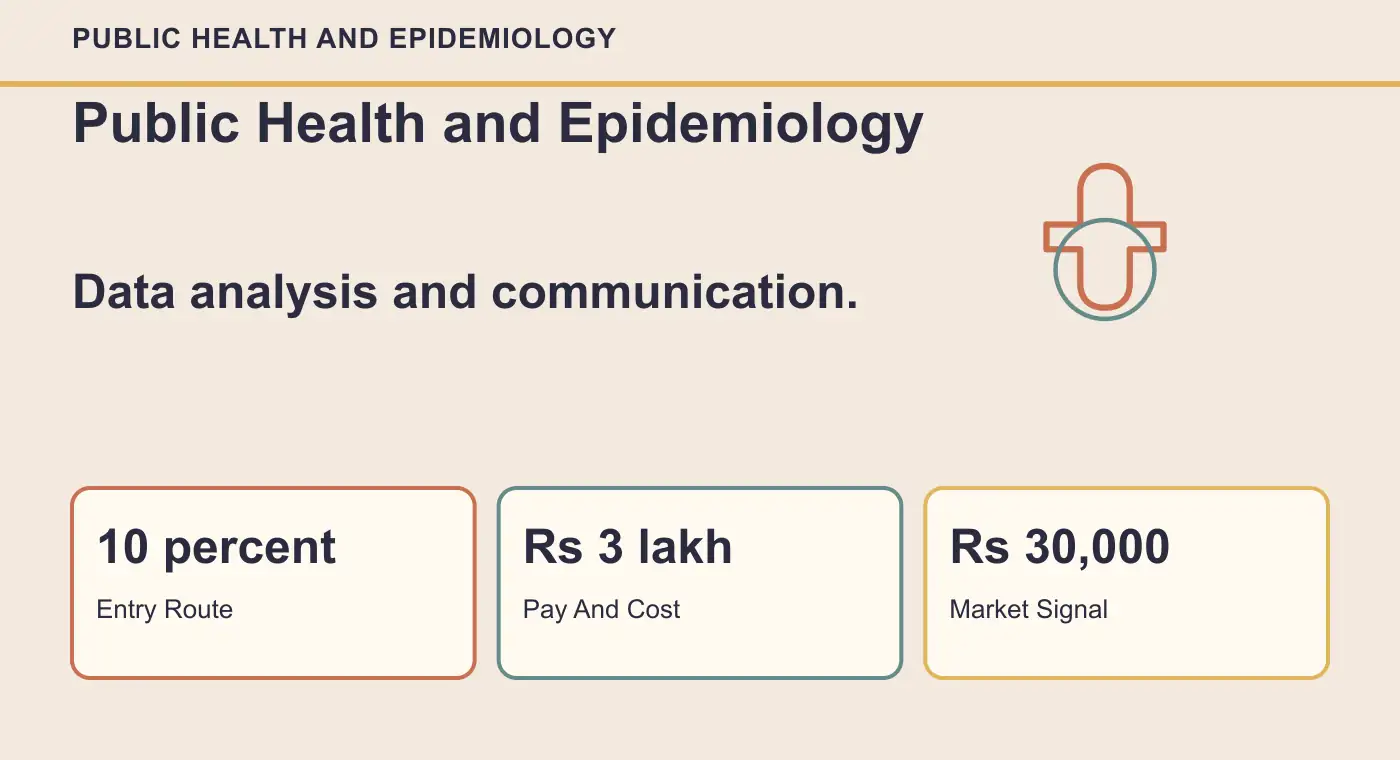 PUBLIC HEALTH AND EPIDEMIOLOGY
Public Health and Epidemiology
Data analysis and communication.
10 percent
Entry Route
Rs 3 lakh
Pay And Cost
Rs 30,000
Market Signal